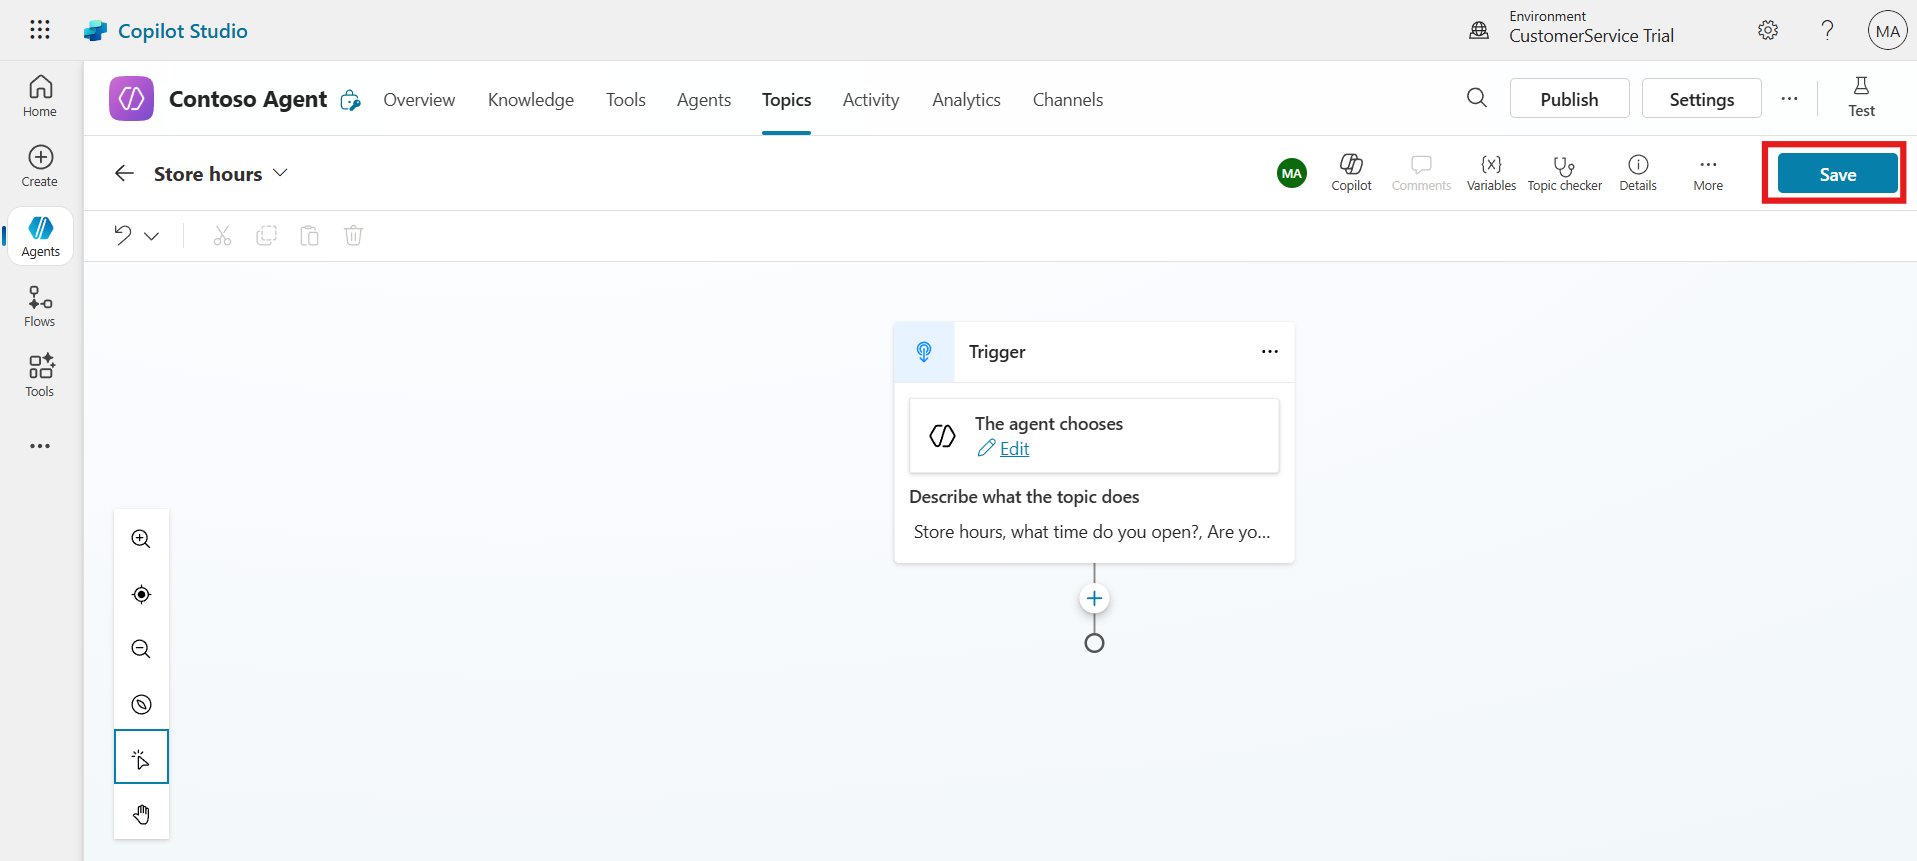 Copilot Studio
Environment
CustomerService Trial
MA
Home
Create
Agents
Flows
Tools
Contoso Agent
Overview
Knowledge
Tools
Agents
Topics
Activity
Analytics
Channels
Publish
Settings
Test
Store hours
MA
Copilot
Comments
{x}
Variables
Topic checker
Details
More
Save
Trigger
The agent chooses
Edit
Describe what the topic does
Store hours, what time do you open?, Are yo...